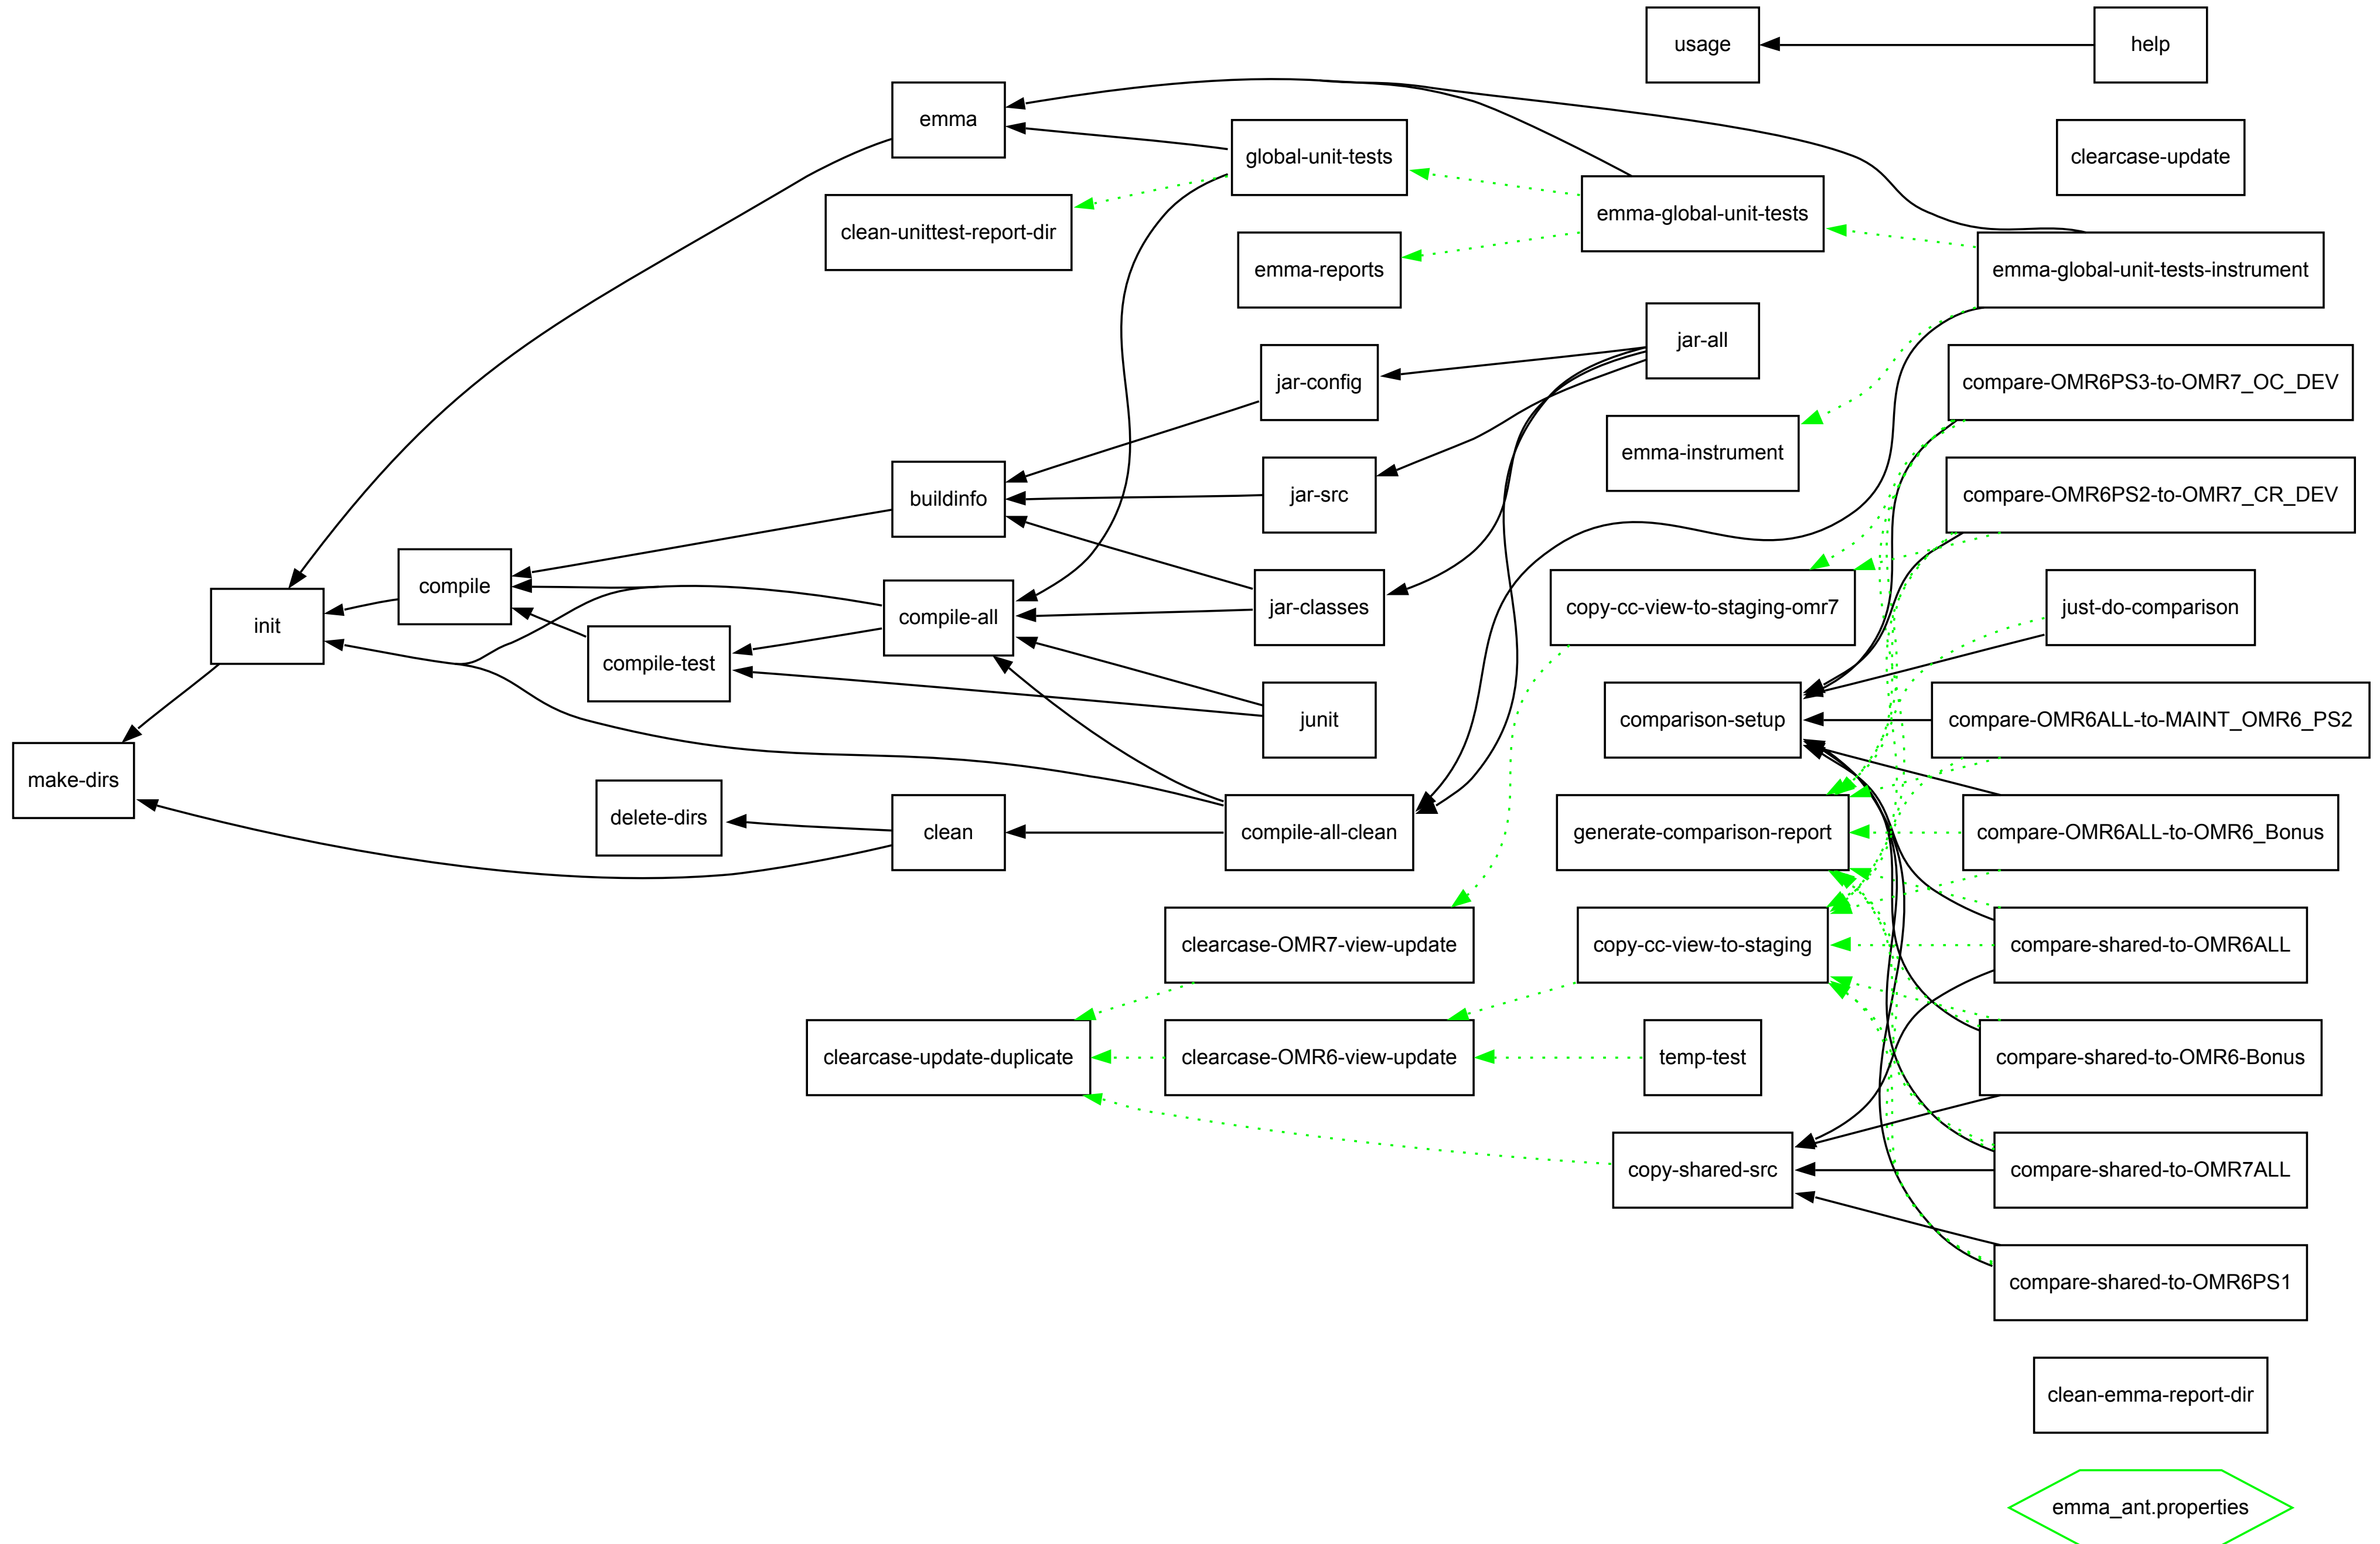 usage
help
emma
global-unit-tests
clearcase-update
emma-global-unit-tests
clean-unittest-report-dir
emma-reports
emma-global-unit-tests-instrument
jar-all
jar-config
compare-OMR6PS3-to-OMR7_OC_DEV
emma-instrument
buildinfo
jar-src
compare-OMR6PS2-to-OMR7_CR_DEV
compile
init
compile-all
jar-classes
copy-cc-view-to-staging-omr7
just-do-comparison
compile-test
junit
comparison-setup
compare-OMR6ALL-to-MAINT_OMR6_PS2
make-dirs
delete-dirs
clean
compile-all-clean
generate-comparison-report
compare-OMR6ALL-to-OMR6_Bonus
clearcase-OMR7-view-update
copy-cc-view-to-staging
compare-shared-to-OMR6ALL
clearcase-update-duplicate
clearcase-OMR6-view-update
temp-test
compare-shared-to-OMR6-Bonus
copy-shared-src
compare-shared-to-OMR7ALL
compare-shared-to-OMR6PS1
clean-emma-report-dir
emma_ant.properties